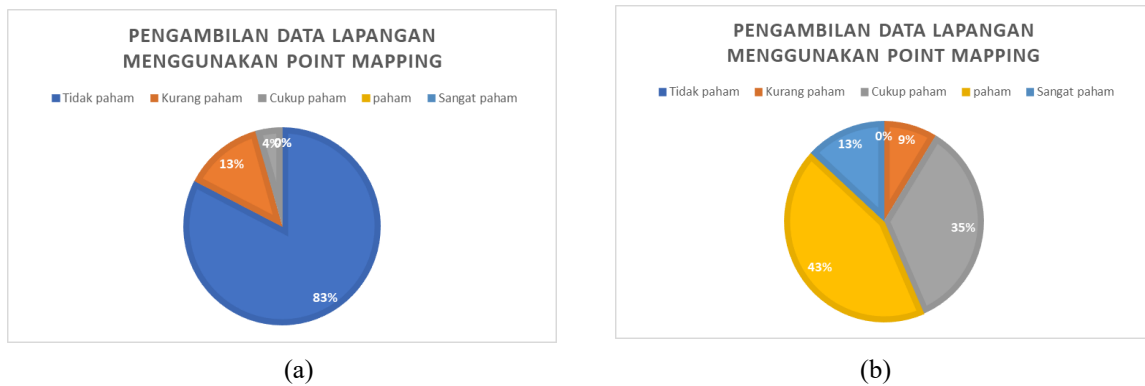 PENGAMBILAN DATA LAPANGAN
MENGGUNAKAN POINT MAPPING
Tidak paham Kurang paham Cukup paham paham Sangat paham
4% 0%
13%
83%
(a)
PENGAMBILAN DATA LAPANGAN
MENGGUNAKAN POINT MAPPING
Tidak paham Kurang paham Cukup paham paham Sangat paham
0% 9%
13%
35%
43%
(b)